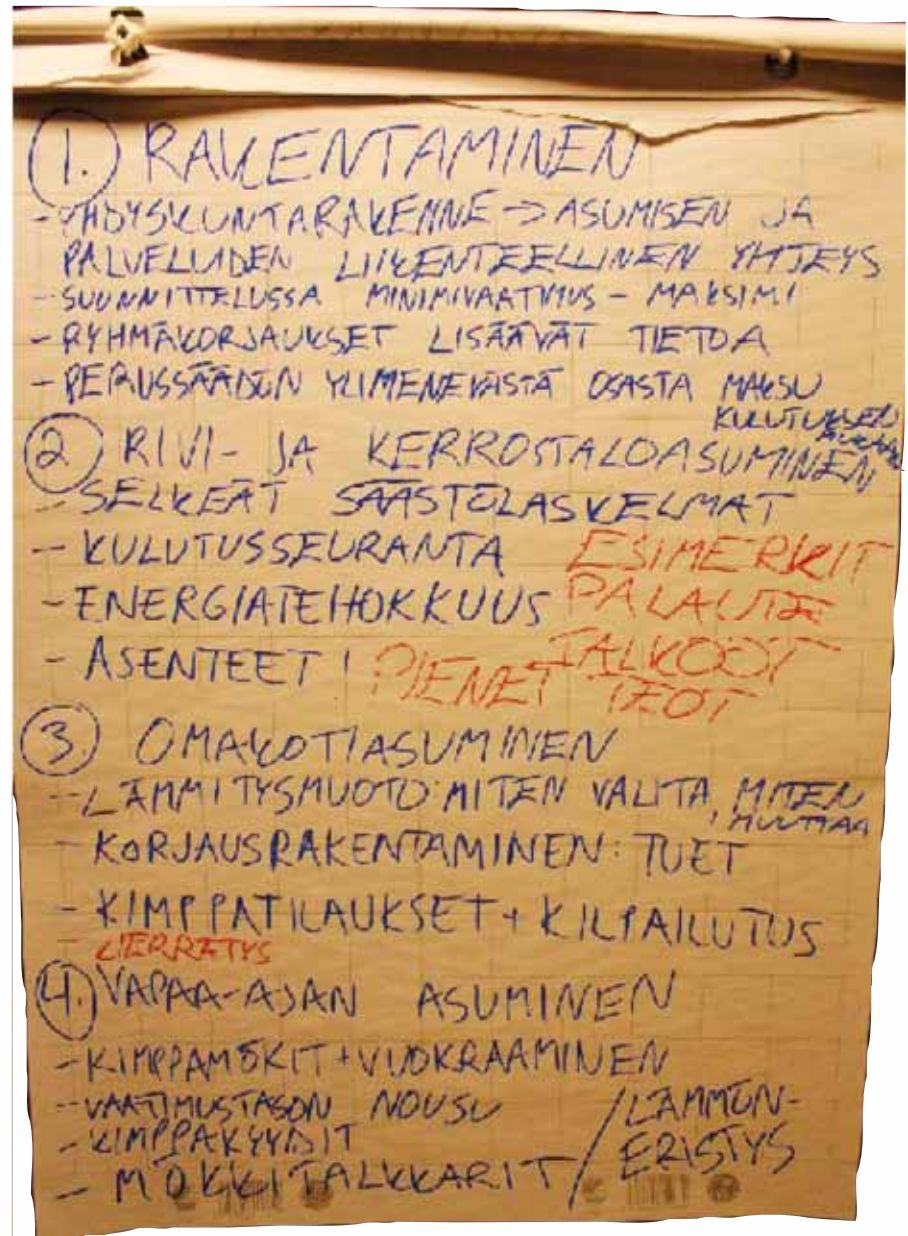 1. RAKENTAMINEN
- YHDYSKUNTARAKENNE -> ASUMISEN JA
PALVELUIDEN LIIKENTEELLINEN YHTEYS
- SUUNNITTELUSSA MINIMIVAATIMUS - MAKSIMI
- RYHMÄKORJAUKSET LISÄÄVÄT TIETOA
- PERUSSÄÄDÖN YLIMENEVÄSTÄ OSASTA MAKSU
KULUTUKSEN
MUKAAN
2 RIVI- JA KERROSTALOASUMINEN
- SELKEÄT SÄÄSTÖLASKELMAT
- KULUTUSSEURANTA ESIMERKIT
- ENERGIATEHOKKUUS PALAUTE
- ASENTEET! TALKOOT
PIENET TEOT
3. OMAKOTIASUMINEN
- LÄMMITYSMUOTO: MITEN VALITA, MITEN
MUUTTAA
- KORJAUSRAKENTAMINEN: TUET
- KIMPPATILAUKSET + KILPAILUTUS
- KIERRÄTYS
4. VAPAA-AJAN ASUMINEN
- KIMPPAMÖKIT + VUOKRAAMINEN
- VAATIMUSTASON NOUSU
- KIMPPAKYYDIT
- MÖKKITALKKARIT / LÄMMÖN-
ERISTYS